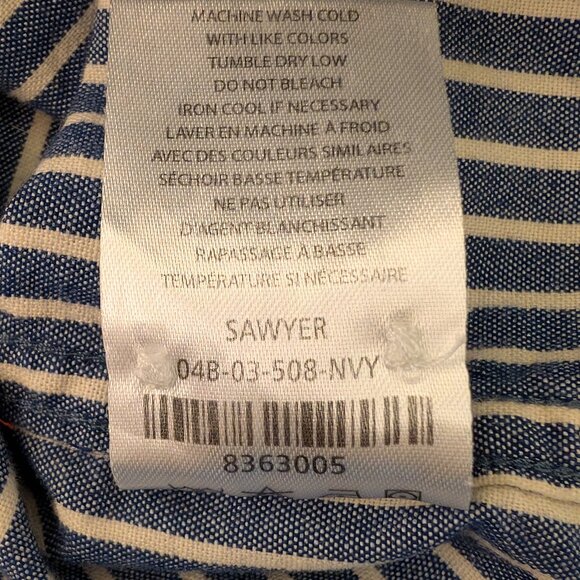 MACHINE WASH COLD
WITH LIKE COLORS
TUMBLE DRY LOW
DO NOT BLEACH
IRON COOL IF NECESSARY
LAVER EN MACHINE À FROID
AVEC DES COULEURS SIMILAIRES
SÉCHOIR BASSE TEMPÉRATURE
NE PAS UTILISER
D'AGENT BLANCHISSANT
RAPASSAGE À BASSE
TEMPÉRATURE SI NÉCESSAIRE
SAWYER
04B-03-508-NVY
8363005